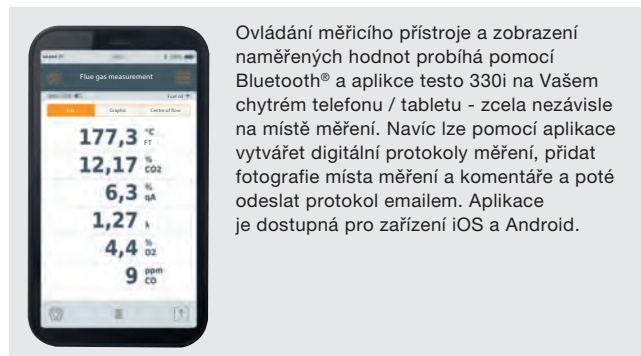 Flue gas measurement
Fuel oil
List Graphic Centre of flow
177,3 °C FT
12,17 % CO2
6,3 % qA
1,27 λ
4,4 % O2
9 ppm CO
Ovládání měřicího přístroje a zobrazení
naměřených hodnot probíhá pomocí
Bluetooth® a aplikce testo 330i na Vašem
chytrém telefonu / tabletu - zcela nezávisle
na místě měření. Navíc lze pomocí aplikace
vytvářet digitální protokoly měření, přidat
fotografie místa měření a komentáře a poté
odeslat protokol emailem. Aplikace
je dostupná pro zařízení iOS a Android.